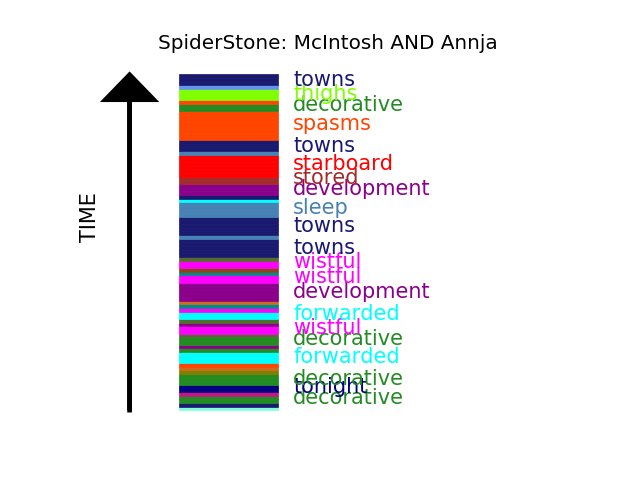 SpiderStone: McIntosh AND Annja
TIME
towns
thighs
decorative
spasms
towns
starboard
stored
development
sleep
towns
towns
wistful
wistful
development
forwarded
wistful
decorative
forwarded
decorative
tonight
decorative